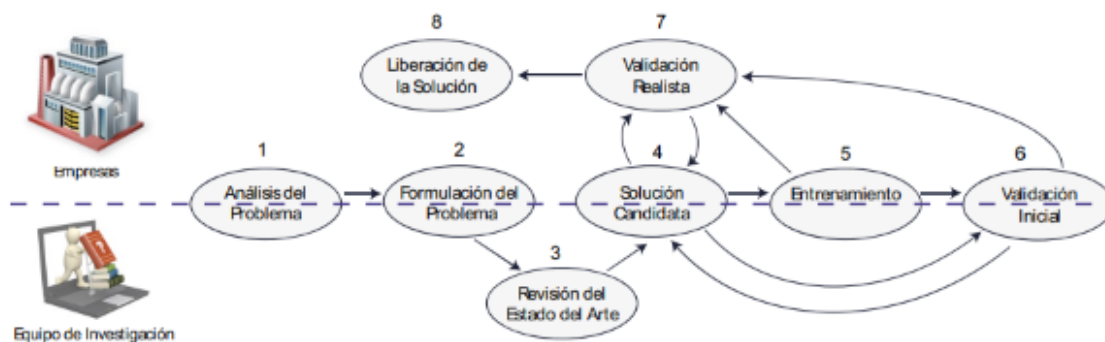 8
Liberación de
la Solución
7
Validación
Realista
Empresas
1
Análisis del
Problema
2
Formulación del
Problema
4
Solución
Candidata
5
Entrenamiento
6
Validación
Inicial
3
Revisión del
Estado del Arte
Equipo de Investigación